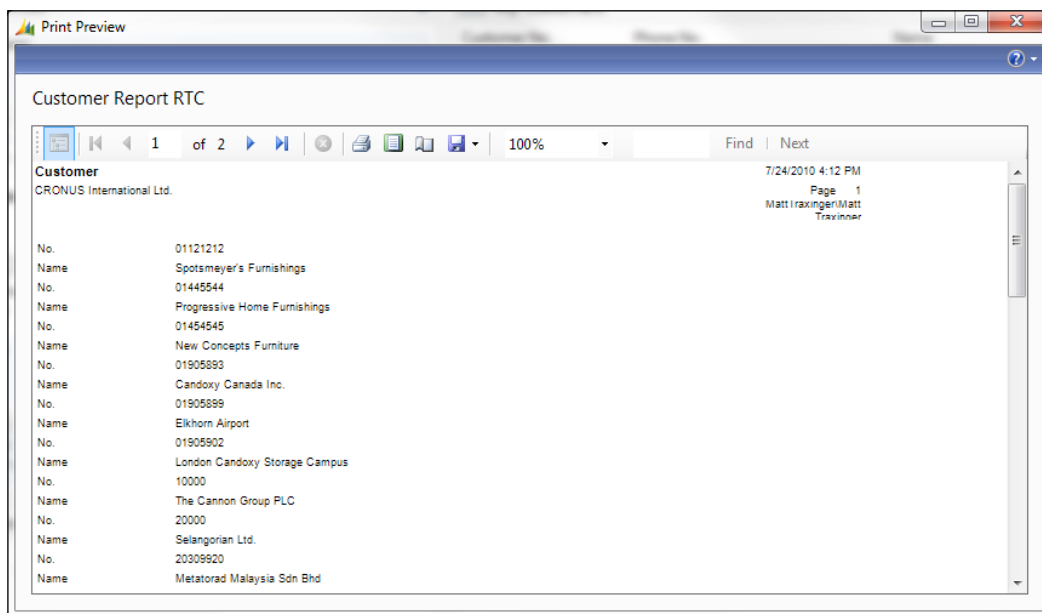 Print Preview
Customer Report RTC
1 of 2 100% Find | Next
Customer 7/24/2010 4:12 PM
CRONUS International Ltd. Page 1
MattTraxinger\Matt
Traxinger
No. 01121212
Name Spotsmeyer's Furnishings
No. 01445544
Name Progressive Home Furnishings
No. 01454545
Name New Concepts Furniture
No. 01905893
Name Candoxy Canada Inc.
No. 01905899
Name Elkhorn Airport
No. 01905902
Name London Candoxy Storage Campus
No. 10000
Name The Cannon Group PLC
No. 20000
Name Selangorian Ltd.
No. 20309920
Name Metatorad Malaysia Sdn Bhd